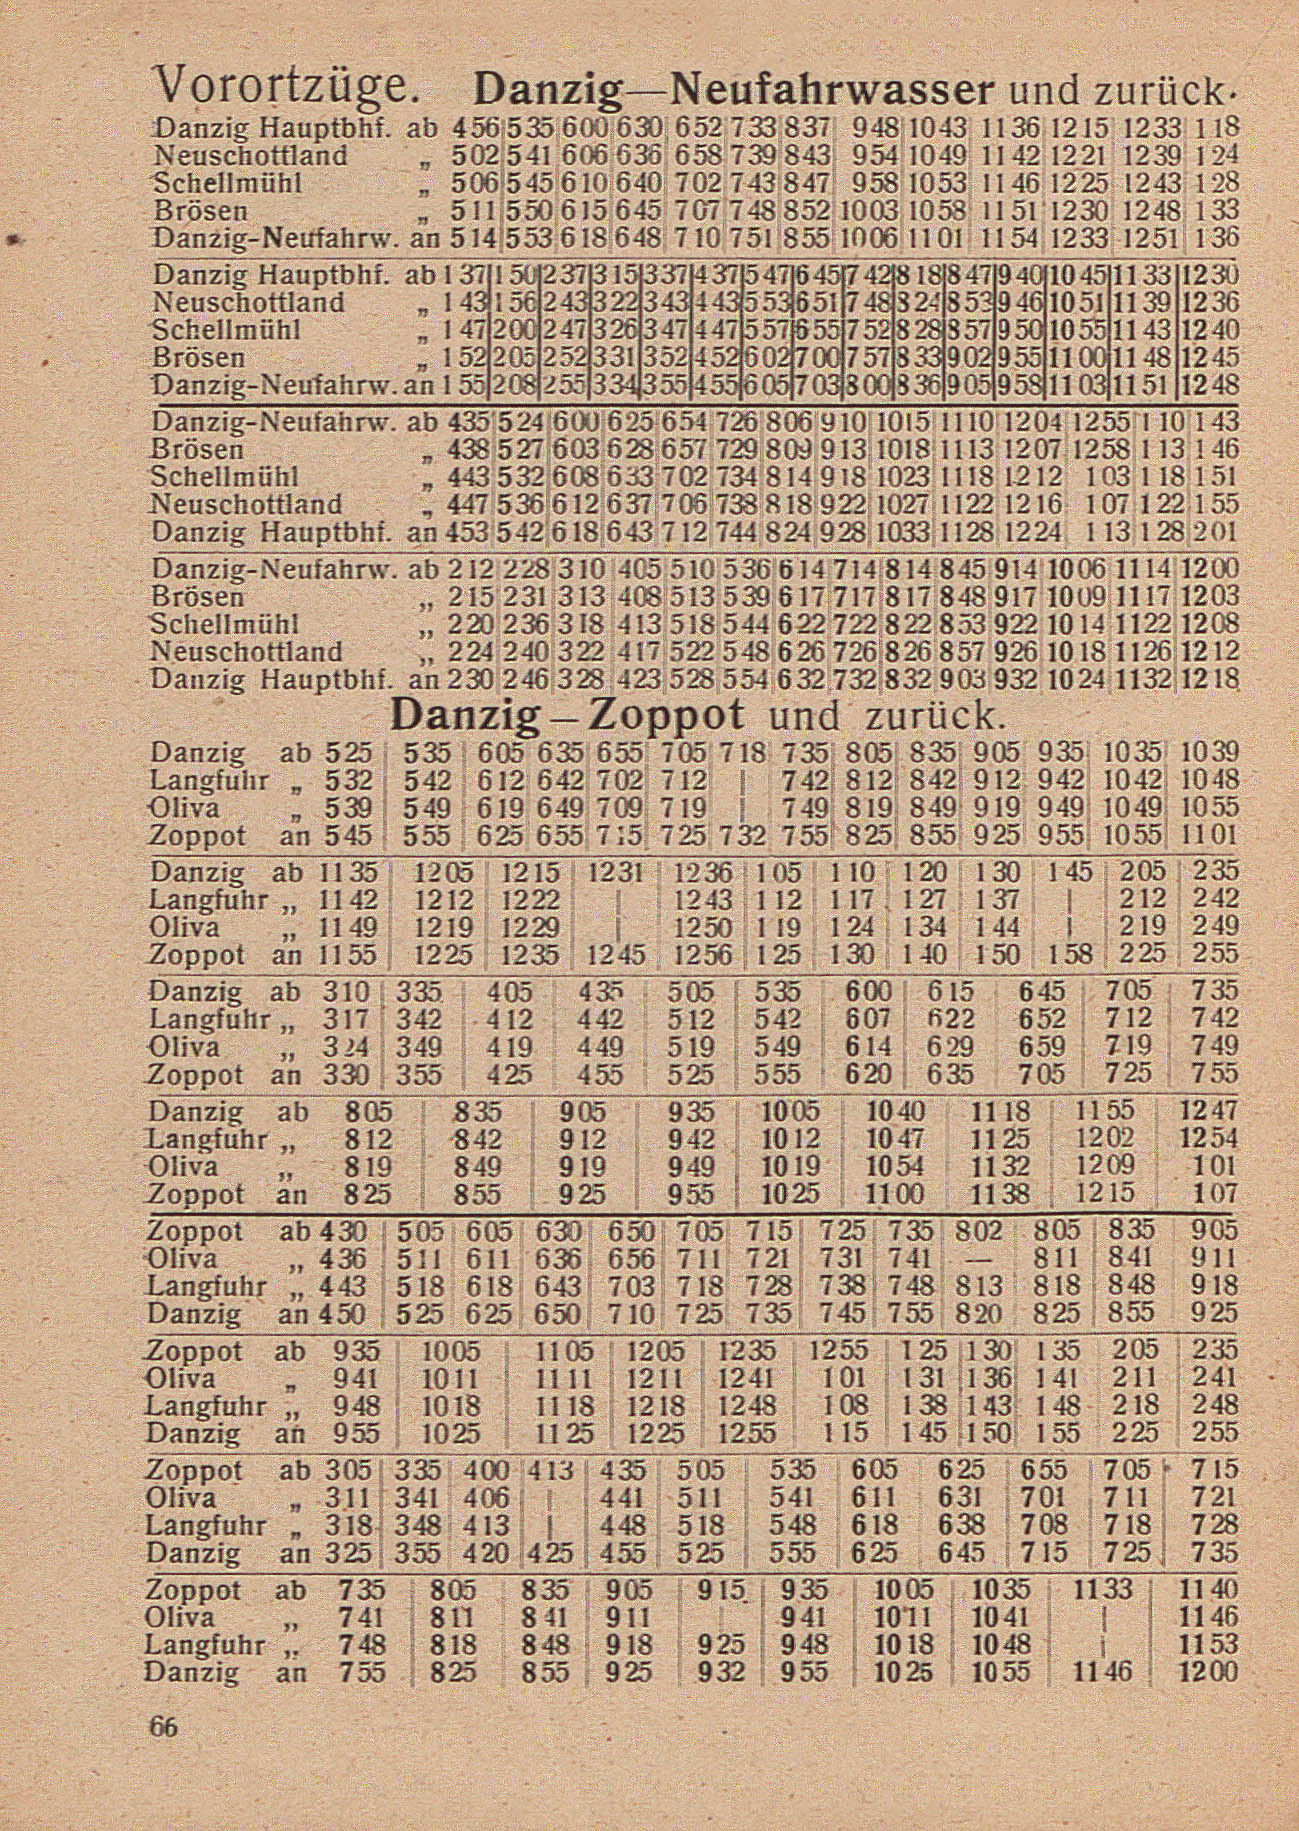 Vorortzüge. Danzig—Neufahrwasser und zurück.
Danzig Hauptbhf. ab 456 535 600 630 652 733 837 948 1043 1136 1215 1233 118
Neuschottland „ 502 541 606 636 658 739 843 954 1049 1142 1221 1239 124
Schellmühl „ 506 545 610 640 702 743 847 958 1053 1146 1225 1243 128
Brösen „ 511 550 615 645 707 748 852 1003 1058 1151 1230 1248 133
Danzig-Neufahrw. an 514 553 618 648 710 751 855 1006 1101 1154 1233 1251 136
Danzig Hauptbhf. ab 137 150 237 315 337 437 547 645 742 818 847 940 1045 1133 1230
Neuschottland „ 143 156 243 322 343 443 553 651 748 824 853 946 1051 1139 1236
Schellmühl „ 147 200 247 326 347 447 557 655 752 828 857 950 1055 1143 1240
Brösen „ 152 205 252 331 352 452 602 700 757 833 902 955 1100 1148 1245
Danzig-Neufahrw. an 155 208 255 334 355 455 605 703 800 836 905 958 1103 1151 1248
Danzig-Neufahrw. ab 435 524 600 625 654 726 806 910 1015 1110 1204 1255 110 143
Brösen „ 438 527 603 628 657 729 809 913 1018 1113 1207 1258 113 146
Schellmühl „ 443 532 608 633 702 734 814 918 1023 1118 1212 103 118 151
Neuschottland „ 447 536 612 637 706 738 818 922 1027 1122 1216 107 122 155
Danzig Hauptbhf. an 453 542 618 643 712 744 824 928 1033 1128 1224 113 128 201
Danzig-Neufahrw. ab 212 228 310 405 510 536 614 714 814 845 914 1006 1114 1200
Brösen „ 215 231 313 408 513 539 617 717 817 848 917 1009 1117 1203
Schellmühl „ 220 236 318 413 518 544 622 722 822 853 922 1014 1122 1208
Neuschottland „ 224 240 322 417 522 548 626 726 826 857 926 1018 1126 1212
Danzig Hauptbhf. an 230 246 328 423 528 554 632 732 832 903 932 1024 1132 1218
Danzig – Zoppot und zurück.
Danzig ab 525 535 605 635 655 705 718 735 805 835 905 935 1035 1039
Langfuhr „ 532 542 612 642 702 712 | 742 812 842 912 942 1042 1048
Oliva „ 539 549 619 649 709 719 | 749 819 849 919 949 1049 1055
Zoppot an 545 555 625 655 715 725 732 755 825 855 925 955 1055 1101
Danzig ab 1135 1205 1215 1231 1236 105 110 120 130 145 205 235
Langfuhr „ 1142 1212 1222 | 1243 112 117 127 137 | 212 242
Oliva „ 1149 1219 1229 | 1250 119 124 134 144 | 219 249
Zoppot an 1155 1225 1235 1245 1256 125 130 140 150 158 225 255
Danzig ab 310 335 405 435 505 535 600 615 645 705 735
Langfuhr „ 317 342 412 442 512 542 607 622 652 712 742
Oliva „ 324 349 419 449 519 549 614 629 659 719 749
Zoppot an 330 355 425 455 525 555 620 635 705 725 755
Danzig ab 805 835 905 935 1005 1040 1118 1155 1247
Langfuhr „ 812 842 912 942 1012 1047 1125 1202 1254
Oliva „ 819 849 919 949 1019 1054 1132 1209 101
Zoppot an 825 855 925 955 1025 1100 1138 1215 107
Zoppot ab 430 505 605 630 650 705 715 725 735 802 805 835 905
Oliva „ 436 511 611 636 656 711 721 731 741 — 811 841 911
Langfuhr „ 443 518 618 643 703 718 728 738 748 813 818 848 918
Danzig an 450 525 625 650 710 725 735 745 755 820 825 855 925
Zoppot ab 935 1005 1105 1205 1235 1255 125 130 135 205 235
Oliva „ 941 1011 1111 1211 1241 101 131 136 141 211 241
Langfuhr „ 948 1018 1118 1218 1248 108 138 143 148 218 248
Danzig an 955 1025 1125 1225 1255 115 145 150 155 225 255
Zoppot ab 305 335 400 413 435 505 535 605 625 655 705 715
Oliva „ 311 341 406 | 441 511 541 611 631 701 711 721
Langfuhr „ 318 348 413 | 448 518 548 618 638 708 718 728
Danzig an 325 355 420 425 455 525 555 625 645 715 725 735
Zoppot ab 735 805 835 905 915 935 1005 1035 1133 1140
Oliva „ 741 811 841 911 | 941 1011 1041 | 1146
Langfuhr „ 748 818 848 918 925 948 1018 1048 | 1153
Danzig an 755 825 855 925 932 955 1025 1055 1146 1200
66